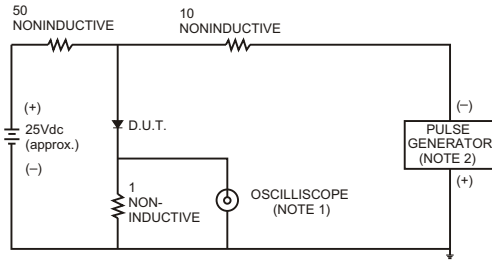 50
NONINDUCTIVE
10
NONINDUCTIVE
(+)
25Vdc
(approx.)
(–)
D.U.T.
1
NON-
INDUCTIVE
OSCILLISCOPE
(NOTE 1)
(–)
PULSE
GENERATOR
(NOTE 2)
(+)